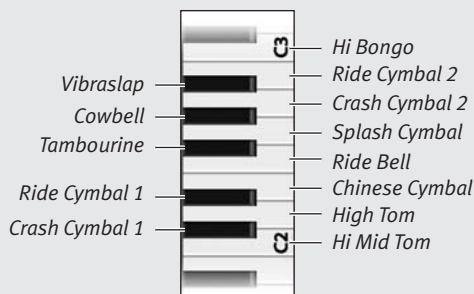 C3
Hi Bongo
Ride Cymbal 2
Vibraslap
Crash Cymbal 2
Cowbell
Splash Cymbal
Tambourine
Ride Bell
Chinese Cymbal
Ride Cymbal 1
High Tom
Crash Cymbal 1
C2
Hi Mid Tom